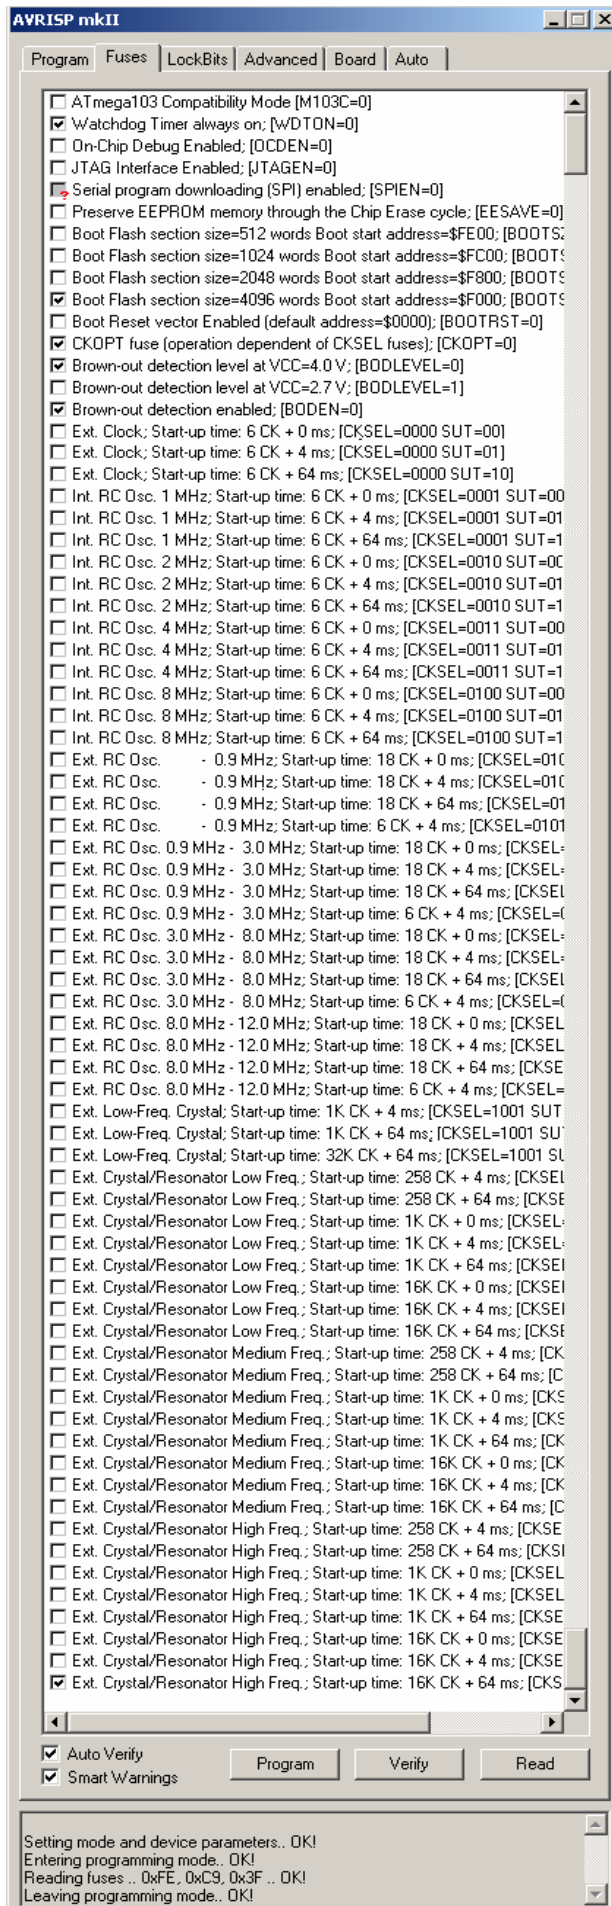 AVRISP mkII
Program Fuses LockBits Advanced Board Auto
ATmega103 Compatibility Mode [M103C=0]
Watchdog Timer always on; [WDTON=0]
On-Chip Debug Enabled; [OCDEN=0]
JTAG Interface Enabled; [JTAGEN=0]
Serial program downloading (SPI) enabled; [SPIEN=0]
Preserve EEPROM memory through the Chip Erase cycle; [EESAVE=0]
Boot Flash section size=512 words Boot start address=$FE00; [BOOTSZ
Boot Flash section size=1024 words Boot start address=$FC00; [BOOTS
Boot Flash section size=2048 words Boot start address=$F800; [BOOTS
Boot Flash section size=4096 words Boot start address=$F000; [BOOTS
Boot Reset vector Enabled (default address=$0000); [BOOTRST=0]
CKOPT fuse (operation dependent of CKSEL fuses); [CKOPT=0]
Brown-out detection level at VCC=4.0 V; [BODLEVEL=0]
Brown-out detection level at VCC=2.7 V; [BODLEVEL=1]
Brown-out detection enabled; [BODEN=0]
Ext. Clock; Start-up time: 6 CK + 0 ms; [CKSEL=0000 SUT=00]
Ext. Clock; Start-up time: 6 CK + 4 ms; [CKSEL=0000 SUT=01]
Ext. Clock; Start-up time: 6 CK + 64 ms; [CKSEL=0000 SUT=10]
Int. RC Osc. 1 MHz; Start-up time: 6 CK + 0 ms; [CKSEL=0001 SUT=00
Int. RC Osc. 1 MHz; Start-up time: 6 CK + 4 ms; [CKSEL=0001 SUT=01
Int. RC Osc. 1 MHz; Start-up time: 6 CK + 64 ms; [CKSEL=0001 SUT=1
Int. RC Osc. 2 MHz; Start-up time: 6 CK + 0 ms; [CKSEL=0010 SUT=00
Int. RC Osc. 2 MHz; Start-up time: 6 CK + 4 ms; [CKSEL=0010 SUT=01
Int. RC Osc. 2 MHz; Start-up time: 6 CK + 64 ms; [CKSEL=0010 SUT=1
Int. RC Osc. 4 MHz; Start-up time: 6 CK + 0 ms; [CKSEL=0011 SUT=00
Int. RC Osc. 4 MHz; Start-up time: 6 CK + 4 ms; [CKSEL=0011 SUT=01
Int. RC Osc. 4 MHz; Start-up time: 6 CK + 64 ms; [CKSEL=0011 SUT=1
Int. RC Osc. 8 MHz; Start-up time: 6 CK + 0 ms; [CKSEL=0100 SUT=00
Int. RC Osc. 8 MHz; Start-up time: 6 CK + 4 ms; [CKSEL=0100 SUT=01
Int. RC Osc. 8 MHz; Start-up time: 6 CK + 64 ms; [CKSEL=0100 SUT=1
Ext. RC Osc. - 0.9 MHz; Start-up time: 18 CK + 0 ms; [CKSEL=010
Ext. RC Osc. - 0.9 MHz; Start-up time: 18 CK + 4 ms; [CKSEL=010
Ext. RC Osc. - 0.9 MHz; Start-up time: 18 CK + 64 ms; [CKSEL=01
Ext. RC Osc. - 0.9 MHz; Start-up time: 6 CK + 4 ms; [CKSEL=0101
Ext. RC Osc. 0.9 MHz - 3.0 MHz; Start-up time: 18 CK + 0 ms; [CKSEL=
Ext. RC Osc. 0.9 MHz - 3.0 MHz; Start-up time: 18 CK + 4 ms; [CKSEL=
Ext. RC Osc. 0.9 MHz - 3.0 MHz; Start-up time: 18 CK + 64 ms; [CKSEL
Ext. RC Osc. 0.9 MHz - 3.0 MHz; Start-up time: 6 CK + 4 ms; [CKSEL=0
Ext. RC Osc. 3.0 MHz - 8.0 MHz; Start-up time: 18 CK + 0 ms; [CKSEL=
Ext. RC Osc. 3.0 MHz - 8.0 MHz; Start-up time: 18 CK + 4 ms; [CKSEL=
Ext. RC Osc. 3.0 MHz - 8.0 MHz; Start-up time: 18 CK + 64 ms; [CKSEL
Ext. RC Osc. 3.0 MHz - 8.0 MHz; Start-up time: 6 CK + 4 ms; [CKSEL=0
Ext. RC Osc. 8.0 MHz - 12.0 MHz; Start-up time: 18 CK + 0 ms; [CKSEL
Ext. RC Osc. 8.0 MHz - 12.0 MHz; Start-up time: 18 CK + 4 ms; [CKSEL
Ext. RC Osc. 8.0 MHz - 12.0 MHz; Start-up time: 18 CK + 64 ms; [CKSE
Ext. RC Osc. 8.0 MHz - 12.0 MHz; Start-up time: 6 CK + 4 ms; [CKSEL=
Ext. Low-Freq. Crystal; Start-up time: 1K CK + 4 ms; [CKSEL=1001 SUT
Ext. Low-Freq. Crystal; Start-up time: 1K CK + 64 ms; [CKSEL=1001 SU
Ext. Low-Freq. Crystal; Start-up time: 32K CK + 64 ms; [CKSEL=1001 SU
Ext. Crystal/Resonator Low Freq.; Start-up time: 258 CK + 4 ms; [CKSEL
Ext. Crystal/Resonator Low Freq.; Start-up time: 258 CK + 64 ms; [CKSE
Ext. Crystal/Resonator Low Freq.; Start-up time: 1K CK + 0 ms; [CKSEL=
Ext. Crystal/Resonator Low Freq.; Start-up time: 1K CK + 4 ms; [CKSEL=
Ext. Crystal/Resonator Low Freq.; Start-up time: 1K CK + 64 ms; [CKSEL
Ext. Crystal/Resonator Low Freq.; Start-up time: 16K CK + 0 ms; [CKSEL
Ext. Crystal/Resonator Low Freq.; Start-up time: 16K CK + 4 ms; [CKSEL
Ext. Crystal/Resonator Low Freq.; Start-up time: 16K CK + 64 ms; [CKSE
Ext. Crystal/Resonator Medium Freq.; Start-up time: 258 CK + 4 ms; [CK
Ext. Crystal/Resonator Medium Freq.; Start-up time: 258 CK + 64 ms; [C
Ext. Crystal/Resonator Medium Freq.; Start-up time: 1K CK + 0 ms; [CKS
Ext. Crystal/Resonator Medium Freq.; Start-up time: 1K CK + 4 ms; [CKS
Ext. Crystal/Resonator Medium Freq.; Start-up time: 1K CK + 64 ms; [CK
Ext. Crystal/Resonator Medium Freq.; Start-up time: 16K CK + 0 ms; [CK
Ext. Crystal/Resonator Medium Freq.; Start-up time: 16K CK + 4 ms; [CK
Ext. Crystal/Resonator Medium Freq.; Start-up time: 16K CK + 64 ms; [C
Ext. Crystal/Resonator High Freq.; Start-up time: 258 CK + 4 ms; [CKSE
Ext. Crystal/Resonator High Freq.; Start-up time: 258 CK + 64 ms; [CKS
Ext. Crystal/Resonator High Freq.; Start-up time: 1K CK + 0 ms; [CKSEL
Ext. Crystal/Resonator High Freq.; Start-up time: 1K CK + 4 ms; [CKSEL
Ext. Crystal/Resonator High Freq.; Start-up time: 1K CK + 64 ms; [CKSE
Ext. Crystal/Resonator High Freq.; Start-up time: 16K CK + 0 ms; [CKSE
Ext. Crystal/Resonator High Freq.; Start-up time: 16K CK + 4 ms; [CKSE
Ext. Crystal/Resonator High Freq.; Start-up time: 16K CK + 64 ms; [CKS
Auto Verify
Smart Warnings
Program Verify Read
Setting mode and device parameters.. OK!
Entering programming mode.. OK!
Reading fuses .. 0xFE, 0xC9, 0x3F .. OK!
Leaving programming mode.. OK!